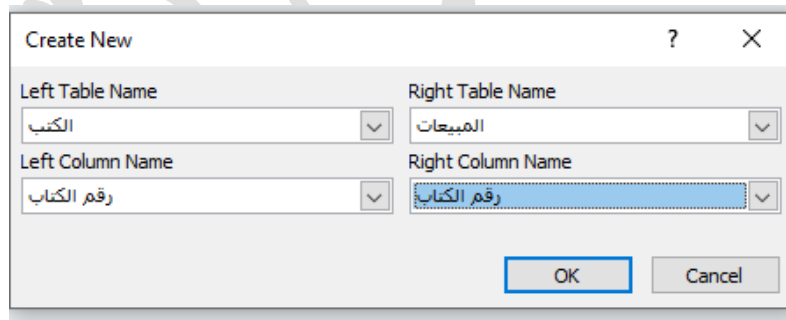 Create New ? ×
Left Table Name Right Table Name
الكتب المبيعات
Left Column Name Right Column Name
رقم الكتاب رقم الكتاب
OK Cancel